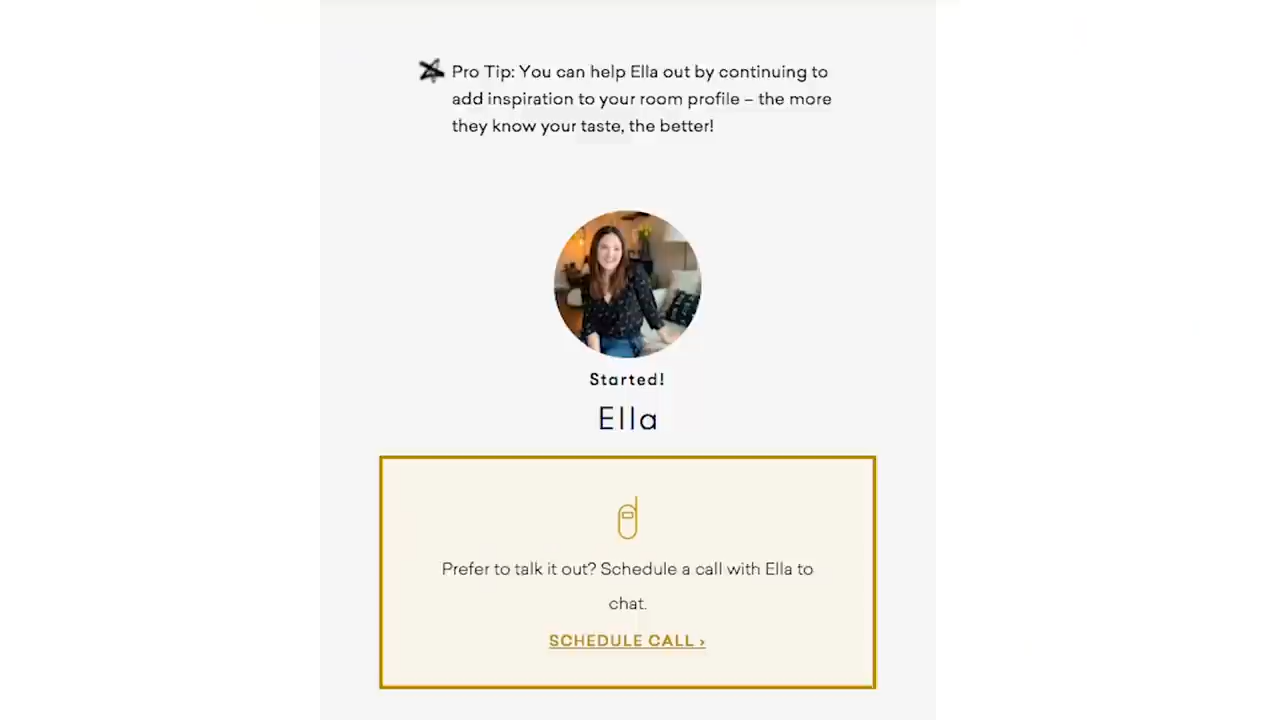 Pro Tip: You can help Ella out by continuing to
add inspiration to your room profile – the more
they know your taste, the better!
Started!
Ella
Prefer to talk it out? Schedule a call with Ella to
chat.
SCHEDULE CALL ›